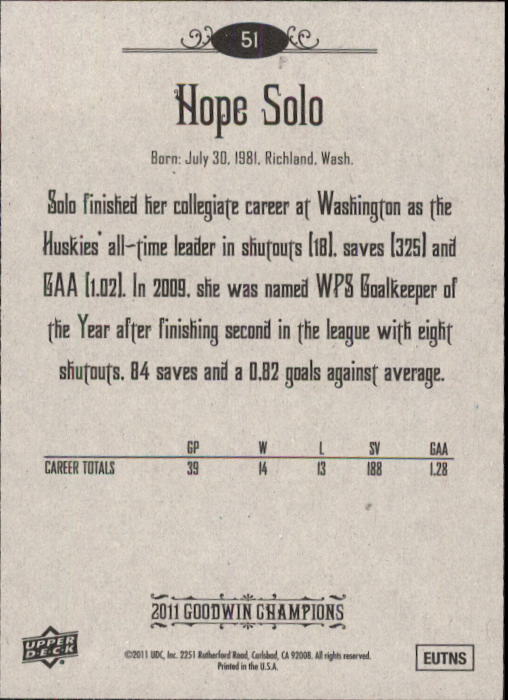 51
Hope Solo
Born: July 30, 1981, Richland, Wash.
Solo finished her collegiate career at Washington as the
Huskies' all-time leader in shutouts (18), saves (325) and
GAA (1.02). In 2009, she was named WPS Goalkeeper of
the Year after finishing second in the league with eight
shutouts, 84 saves and a 0.82 goals against average.
GP W L SV GAA
CAREER TOTALS 39 14 13 188 1.28
2011 GOODWIN CHAMPIONS
UPPER
DECK
©2011 UDC, Inc. 2251 Rutherford Road, Carlsbad, CA 92008. All rights reserved.
Printed in the U.S.A.
EUTNS